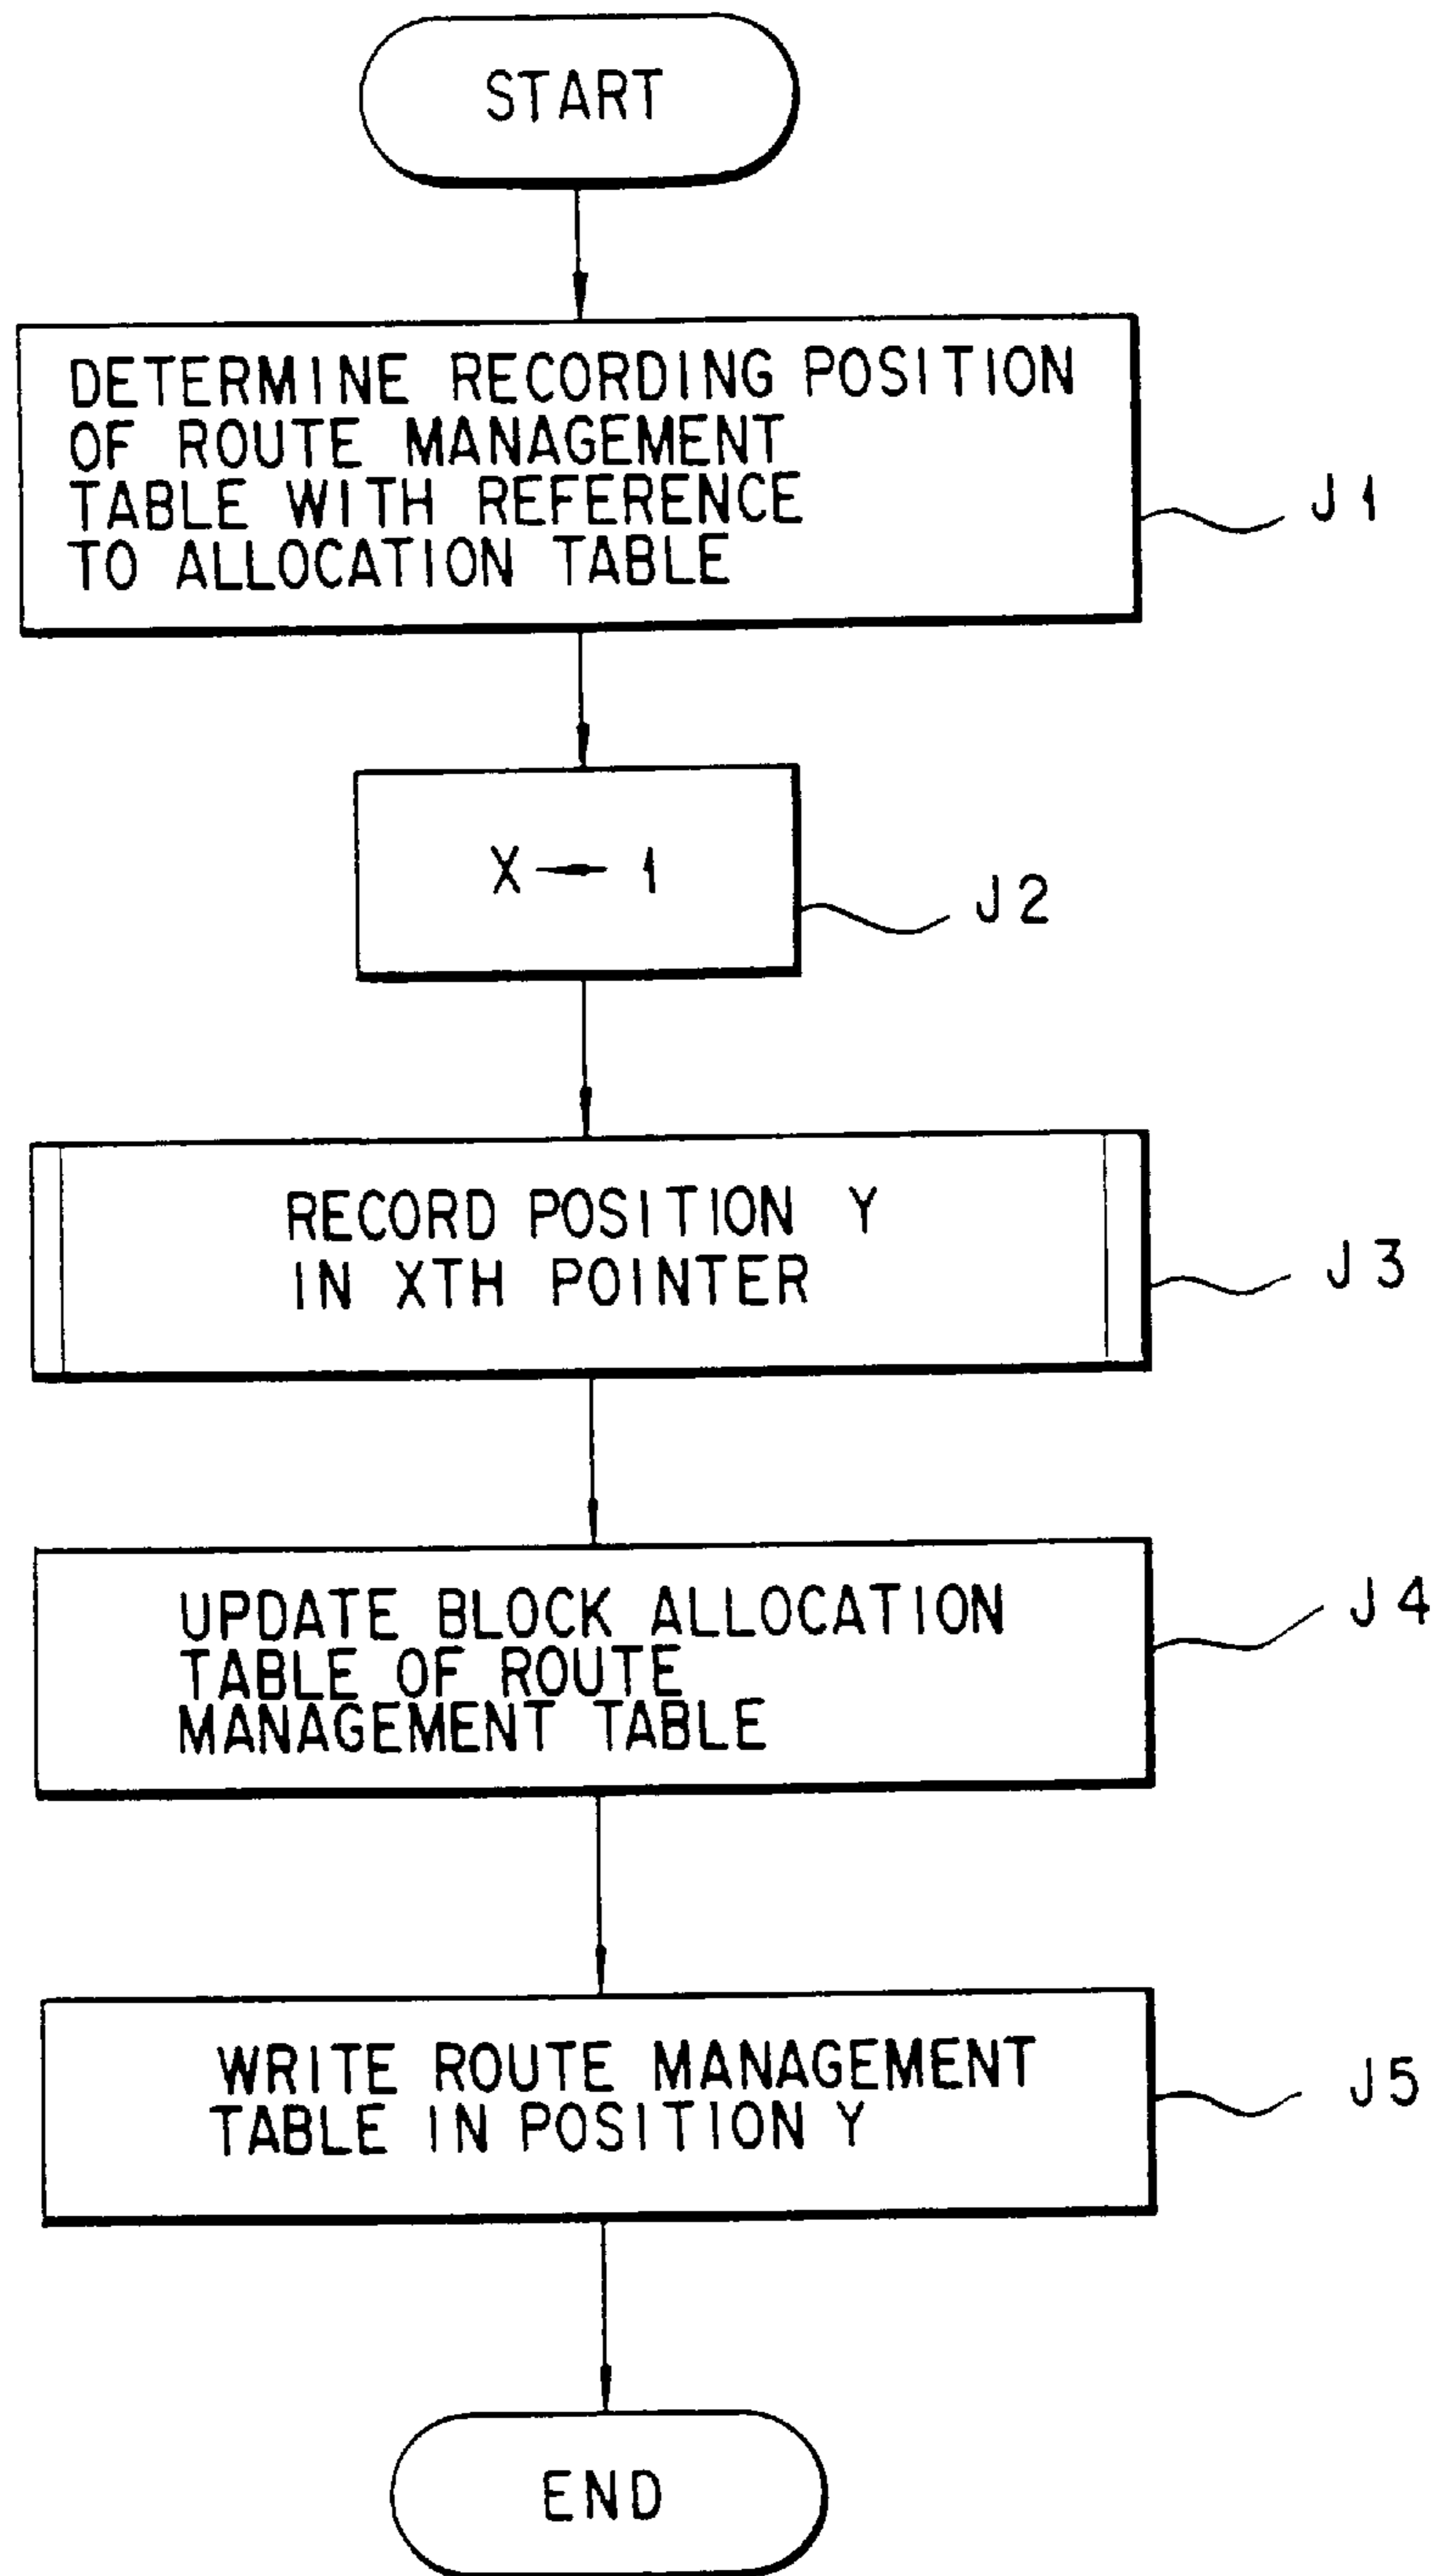 START
DETERMINE RECORDING POSITION
OF ROUTE MANAGEMENT
TABLE WITH REFERENCE
TO ALLOCATION TABLE
J1
X ← 1
J2
RECORD POSITION Y
IN XTH POINTER
J3
UPDATE BLOCK ALLOCATION
TABLE OF ROUTE
MANAGEMENT TABLE
J4
WRITE ROUTE MANAGEMENT
TABLE IN POSITION Y
J5
END